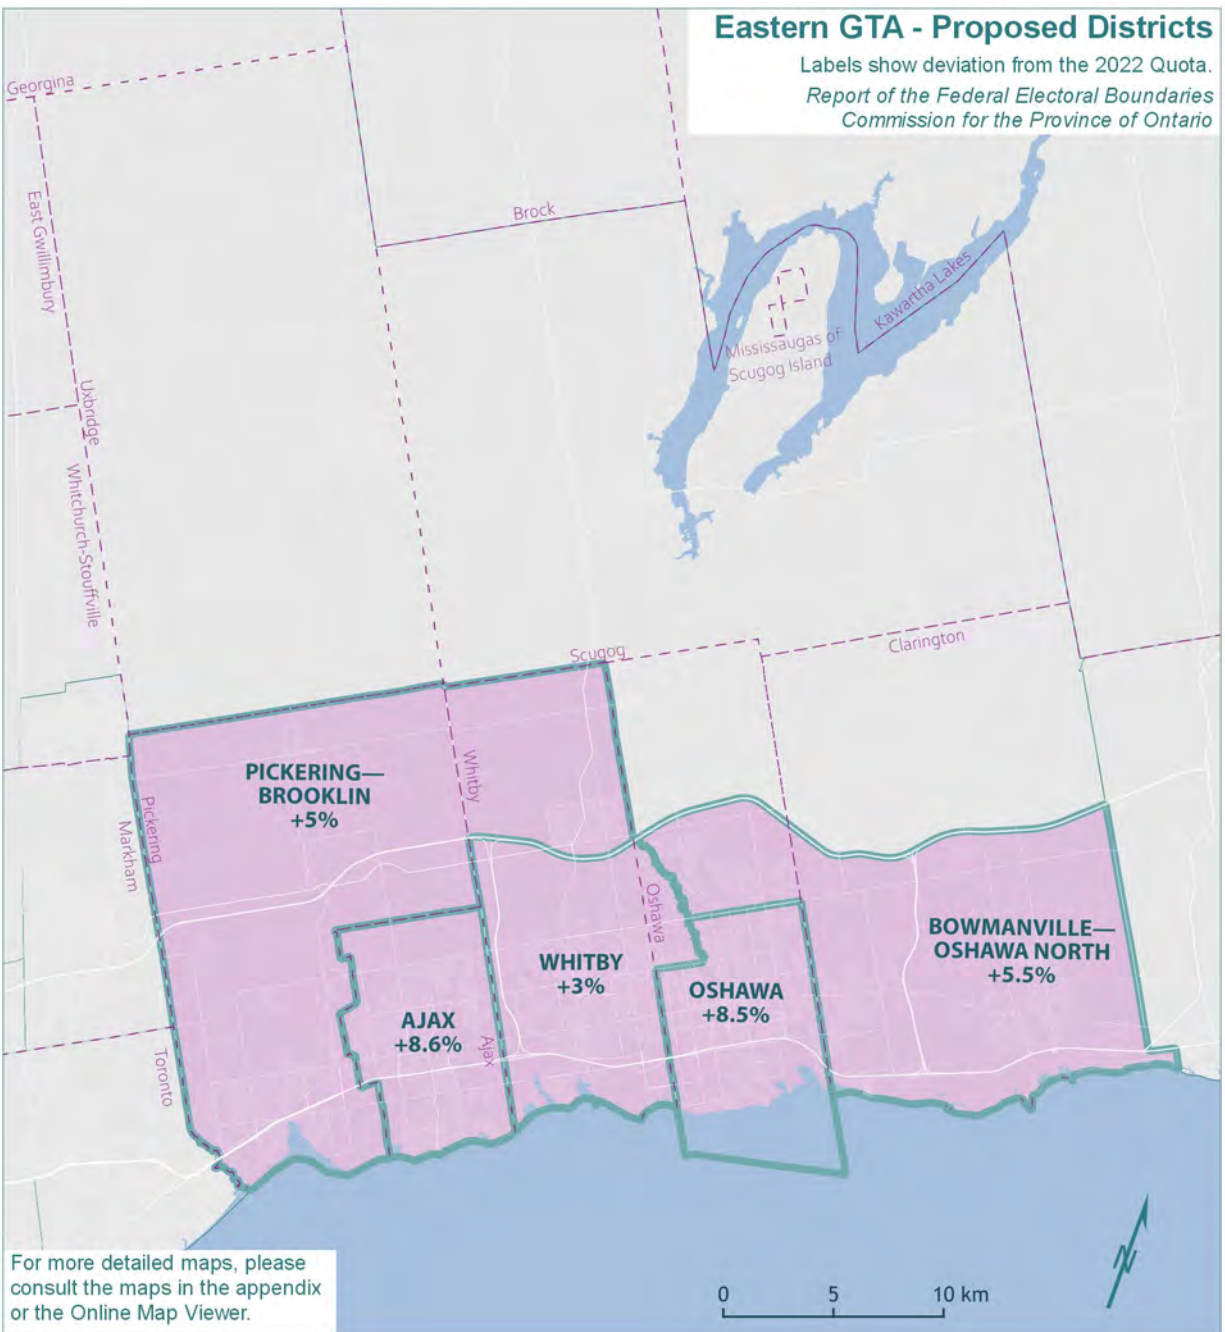 Eastern GTA - Proposed Districts
Labels show deviation from the 2022 Quota.
Report of the Federal Electoral Boundaries
Commission for the Province of Ontario
Georgina
East Gwillimbury
Brock
Kawartha Lakes
Mississaugas of
Scugog Island
Uxbridge
Whitchurch-Stouffville
Scugog
Clarington
PICKERING—
BROOKLIN
+5%
Whitby
Pickering
Markham
Oshawa
BOWMANVILLE—
OSHAWA NORTH
+5.5%
WHITBY
+3%
OSHAWA
+8.5%
AJAX
+8.6%
Ajax
Toronto
For more detailed maps, please
consult the maps in the appendix
or the Online Map Viewer.
N
0 5 10 km